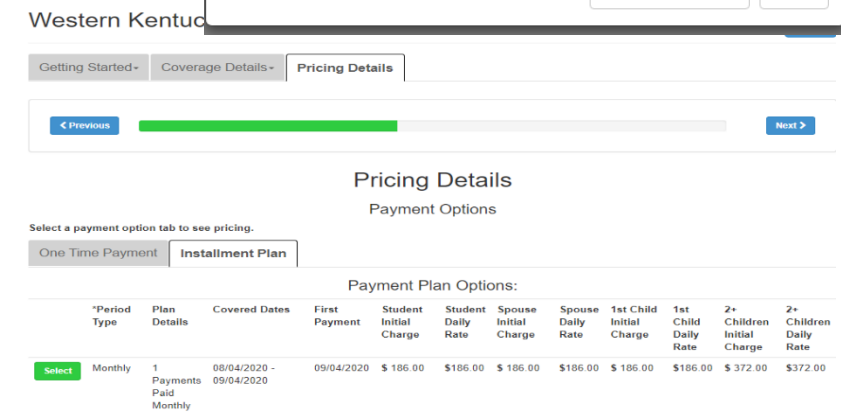 Western Kentuc
Getting Started Coverage Details Pricing Details
Previous Next
Pricing Details
Payment Options
Select a payment option tab to see pricing.
One Time Payment Installment Plan
Payment Plan Options:
*Period Type Plan Details Covered Dates First Payment Student Initial Charge Student Daily Rate Spouse Initial Charge Spouse Daily Rate 1st Child Initial Charge 1st Child Daily Rate 2+ Children Initial Charge 2+ Children Daily Rate
Select Monthly 1 Payments Paid Monthly 08/04/2020 - 09/04/2020 09/04/2020 $ 186.00 $186.00 $ 186.00 $186.00 $ 186.00 $186.00 $ 372.00 $372.00